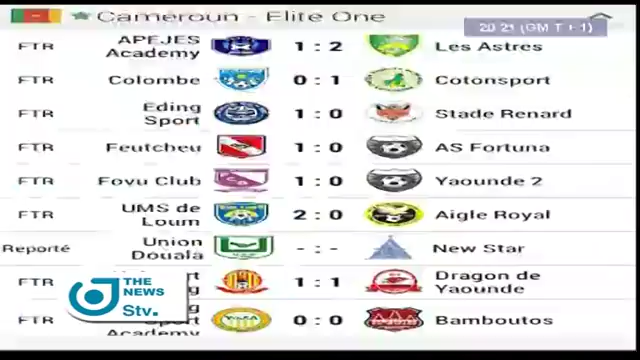 Cameroun - Elite One
20 21 (GMT+1)
FTR APEJES Academy 1 : 2 Les Astres
FTR Colombe 0 : 1 Cotonsport
FTR Eding Sport 1 : 0 Stade Renard
FTR Feutcheu 1 : 0 AS Fortuna
FTR Fovu Club 1 : 0 Yaounde 2
FTR UMS de Loum 2 : 0 Aigle Royal
Reporté Union Douala - : - New Star
FTR 1 : 1 Dragon de Yaounde
FTR Academy 0 : 0 Bamboutos
THE NEWS
Stv.